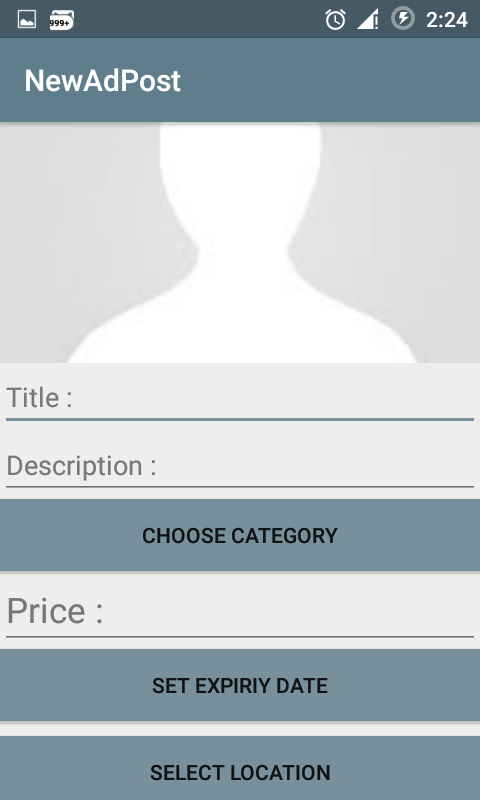 999+
2:24
NewAdPost
Title :
Description :
CHOOSE CATEGORY
Price :
SET EXPIRIY DATE
SELECT LOCATION